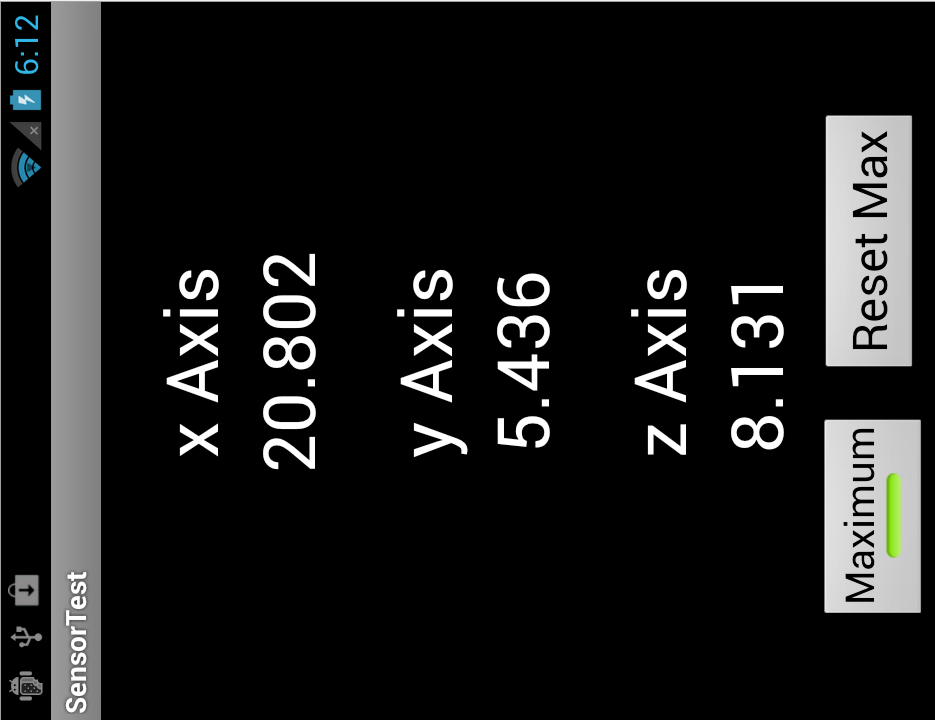 6:12
SensorTest
x Axis
20.802
y Axis
5.436
z Axis
8.131
Maximum
Reset Max